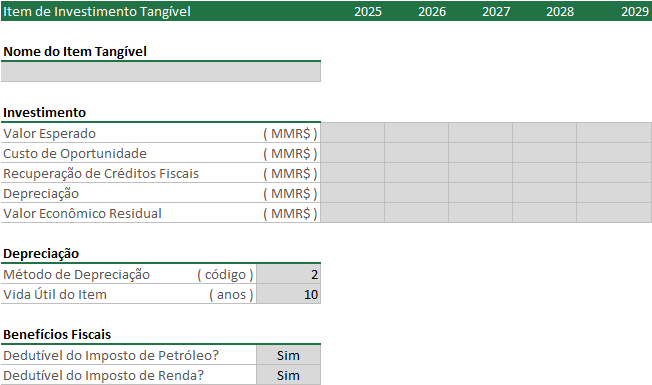 Item de Investimento Tangível 2025 2026 2027 2028 2029
Nome do Item Tangível
Investimento
Valor Esperado ( MMR$ )
Custo de Oportunidade ( MMR$ )
Recuperação de Créditos Fiscais ( MMR$ )
Depreciação ( MMR$ )
Valor Econômico Residual ( MMR$ )
Depreciação
Método de Depreciação ( código ) 2
Vida Útil do Item ( anos ) 10
Benefícios Fiscais
Dedutível do Imposto de Petróleo? Sim
Dedutível do Imposto de Renda? Sim